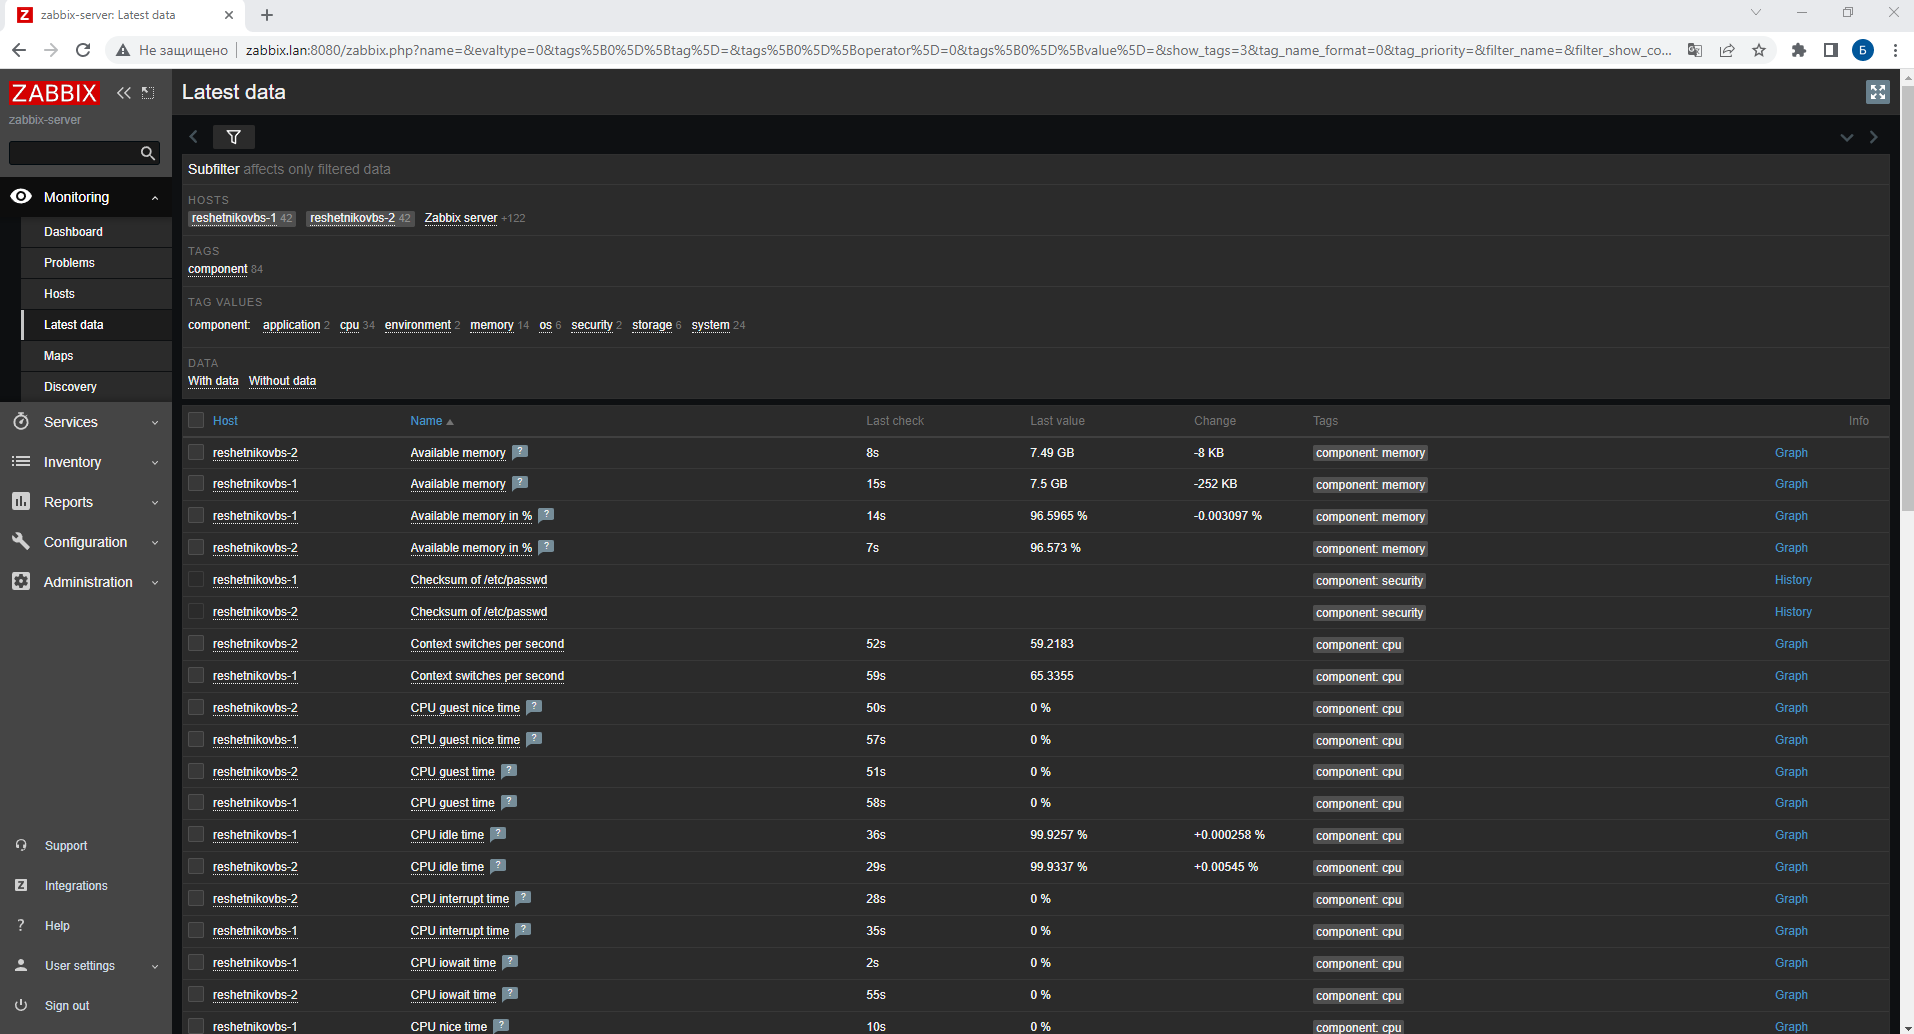 zabbix-server: Latest data
Не защищено | zabbix.lan:8080/zabbix.php?name=&evaltype=0&tags%5B0%5D%5Btag%5D=&tags%5B0%5D%5Boperator%5D=0&tags%5B0%5D%5Bvalue%5D=&show_tags=3&tag_name_format=0&tag_priority=&filter_name=&filter_show_co... Б
ZABBIX
zabbix-server
Monitoring
Dashboard
Problems
Hosts
Latest data
Maps
Discovery
Services
Inventory
Reports
Configuration
Administration
Support
Integrations
Help
User settings
Sign out
Latest data
Subfilter affects only filtered data
HOSTS
reshetnikovbs-1 42 reshetnikovbs-2 42 Zabbix server +122
TAGS
component 84
TAG VALUES
component: application 2 cpu 34 environment 2 memory 14 os 6 security 2 storage 6 system 24
DATA
With data Without data
Host Name Last check Last value Change Tags Info
reshetnikovbs-2 Available memory ? 8s 7.49 GB -8 KB component: memory Graph
reshetnikovbs-1 Available memory ? 15s 7.5 GB -252 KB component: memory Graph
reshetnikovbs-1 Available memory in % ? 14s 96.5965 % -0.003097 % component: memory Graph
reshetnikovbs-2 Available memory in % ? 7s 96.573 % component: memory Graph
reshetnikovbs-1 Checksum of /etc/passwd component: security History
reshetnikovbs-2 Checksum of /etc/passwd component: security History
reshetnikovbs-2 Context switches per second 52s 59.2183 component: cpu Graph
reshetnikovbs-1 Context switches per second 59s 65.3355 component: cpu Graph
reshetnikovbs-2 CPU guest nice time ? 50s 0 % component: cpu Graph
reshetnikovbs-1 CPU guest nice time ? 57s 0 % component: cpu Graph
reshetnikovbs-2 CPU guest time ? 51s 0 % component: cpu Graph
reshetnikovbs-1 CPU guest time ? 58s 0 % component: cpu Graph
reshetnikovbs-1 CPU idle time ? 36s 99.9257 % +0.000258 % component: cpu Graph
reshetnikovbs-2 CPU idle time ? 29s 99.9337 % +0.00545 % component: cpu Graph
reshetnikovbs-2 CPU interrupt time ? 28s 0 % component: cpu Graph
reshetnikovbs-1 CPU interrupt time ? 35s 0 % component: cpu Graph
reshetnikovbs-1 CPU iowait time ? 2s 0 % component: cpu Graph
reshetnikovbs-2 CPU iowait time ? 55s 0 % component: cpu Graph
reshetnikovbs-1 CPU nice time ? 10s 0 % component: cpu Graph